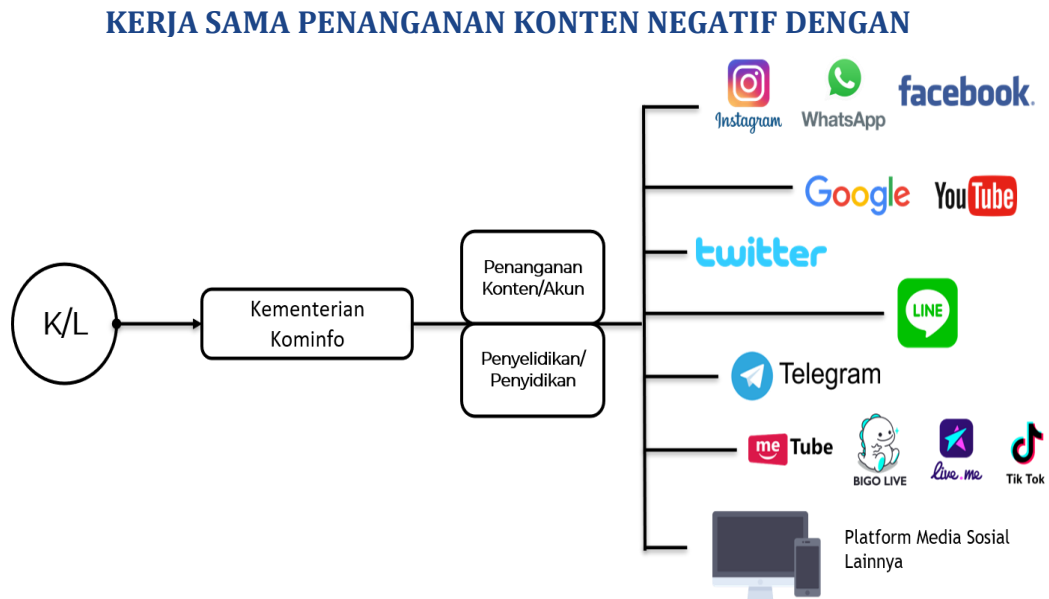 KERJA SAMA PENANGANAN KONTEN NEGATIF DENGAN
K/L
Kementerian
Kominfo
Penanganan
Konten/Akun
Penyelidikan/
Penyidikan
Instagram
WhatsApp
facebook.
Google
YouTube
twitter
LINE
Telegram
me Tube
BIGO LIVE
live.me
Tik Tok
Platform Media Sosial
Lainnya